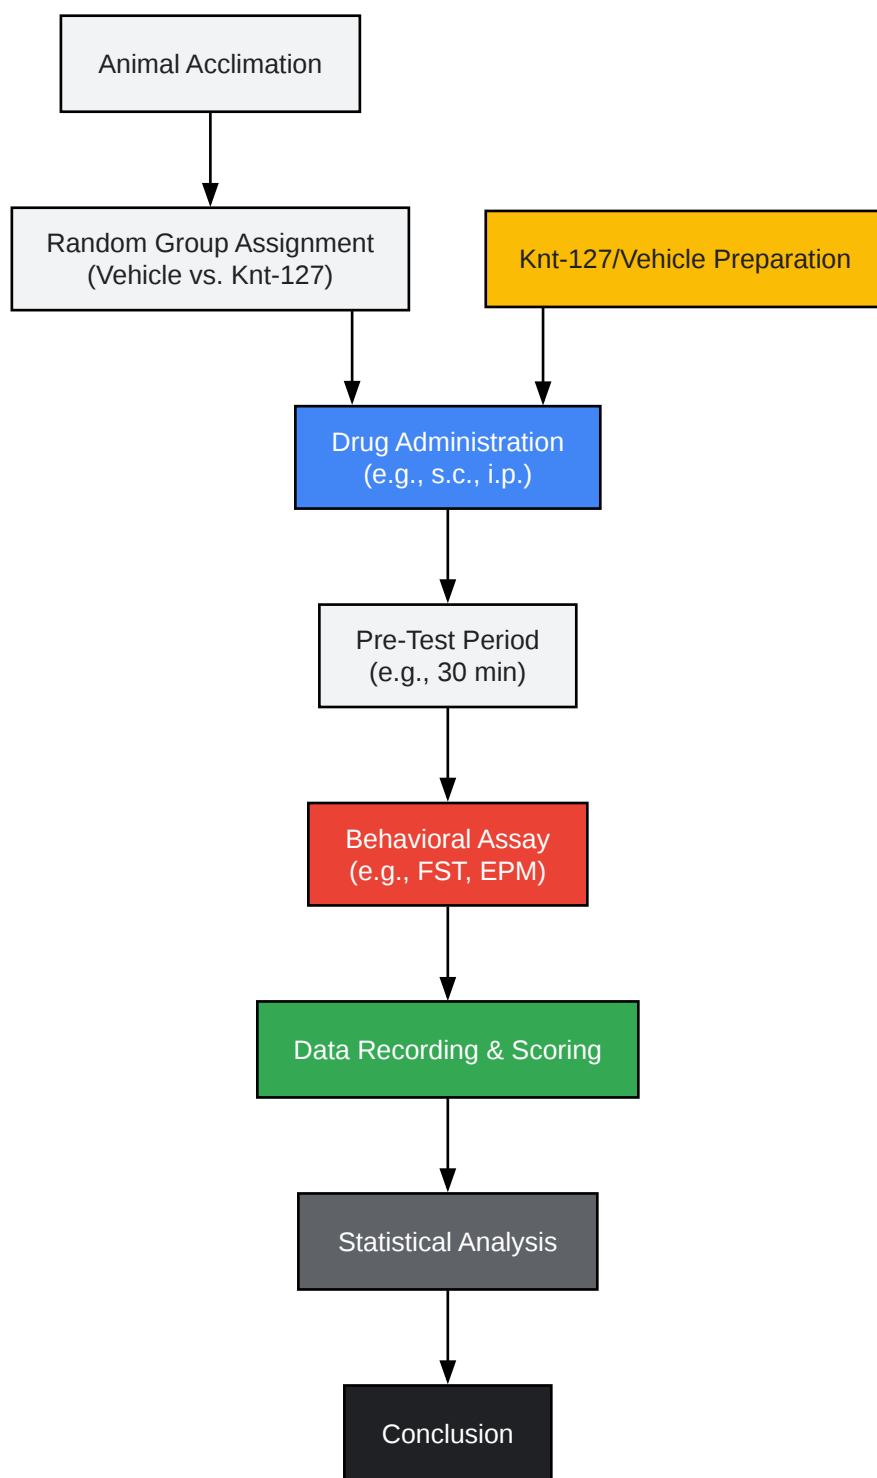 Animal Acclimation
Random Group Assignment
(Vehicle vs. Knt-127)
Knt-127/Vehicle Preparation
Drug Administration
(e.g., s.c., i.p.)
Pre-Test Period
(e.g., 30 min)
Behavioral Assay
(e.g., FST, EPM)
Data Recording & Scoring
Statistical Analysis
Conclusion